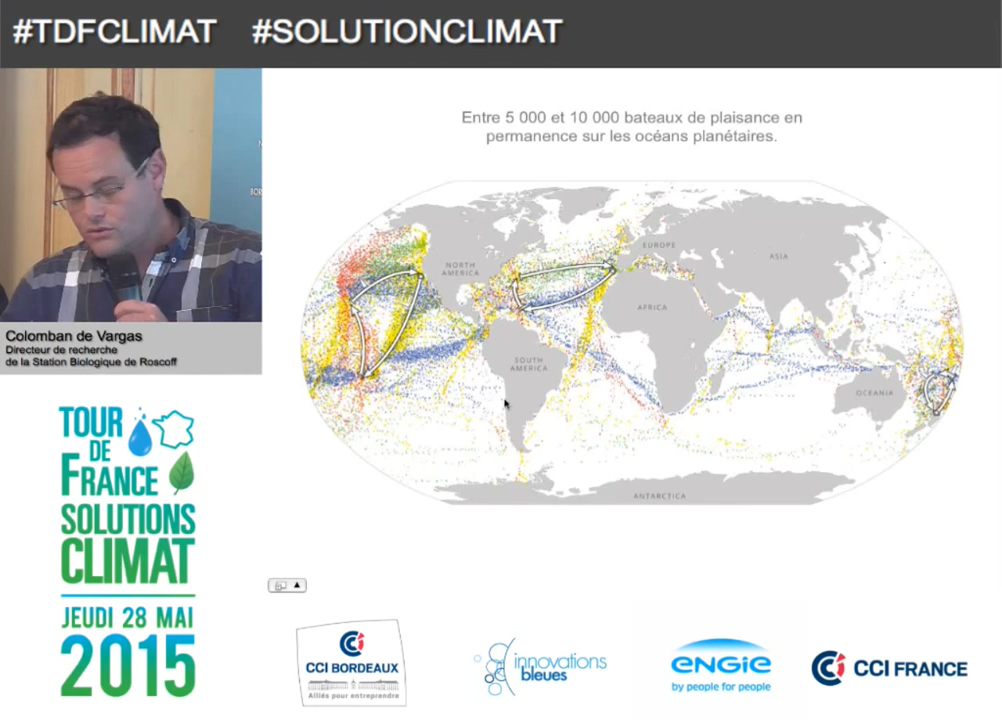 #TDFCLIMAT #SOLUTIONCLIMAT
Colomban de Vargas
Directeur de recherche
de la Station Biologique de Roscoff
Entre 5 000 et 10 000 bateaux de plaisance en
permanence sur les océans planétaires.
NORTH
AMERICA
EUROPE
ASIA
AFRICA
SOUTH
AMERICA
OCEANIA
ANTARCTICA
TOUR
DE
FRANCE
SOLUTIONS
CLIMAT
JEUDI 28 MAI
2015
CCI BORDEAUX
Alliés pour entreprendre
innovations
bleues
ENGIE
by people for people
CCI FRANCE